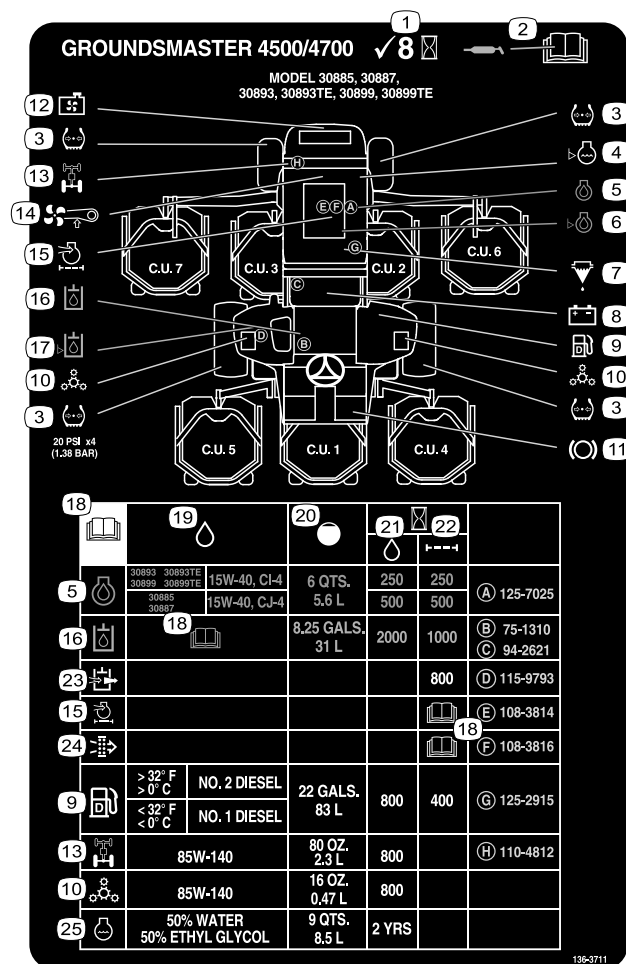 1
2
GROUNDSMASTER 4500/4700 ✓8
MODEL 30885, 30887,
30893, 30893TE, 30899, 30899TE
12
3
3
H
13
4
14
E F A
5
6
15
G
C.U. 7
C.U. 3
C.U. 2
C.U. 6
7
16
C
8
17
D
B
9
10
10
3
3
20 PSI x4
(1.38 BAR)
11
C.U. 5
C.U. 1
C.U. 4
18
19
20
21
22
5
30893 30893TE
30899 30899TE
15W-40, CI-4
30885
30887
15W-40, CJ-4
6 QTS.
5.6 L
250
250
500
500
A 125-7025
16
18
8.25 GALS.
31 L
2000
1000
B 75-1310
C 94-2621
23
800
D 115-9793
15
E 108-3814
18
24
F 108-3816
9
D
> 32° F
> 0° C
NO. 2 DIESEL
< 32° F
< 0° C
NO. 1 DIESEL
22 GALS.
83 L
800
400
G 125-2915
13
85W-140
80 OZ.
2.3 L
800
H 110-4812
10
85W-140
16 OZ.
0.47 L
800
25
50% WATER
50% ETHYL GLYCOL
9 QTS.
8.5 L
2 YRS
136-3711